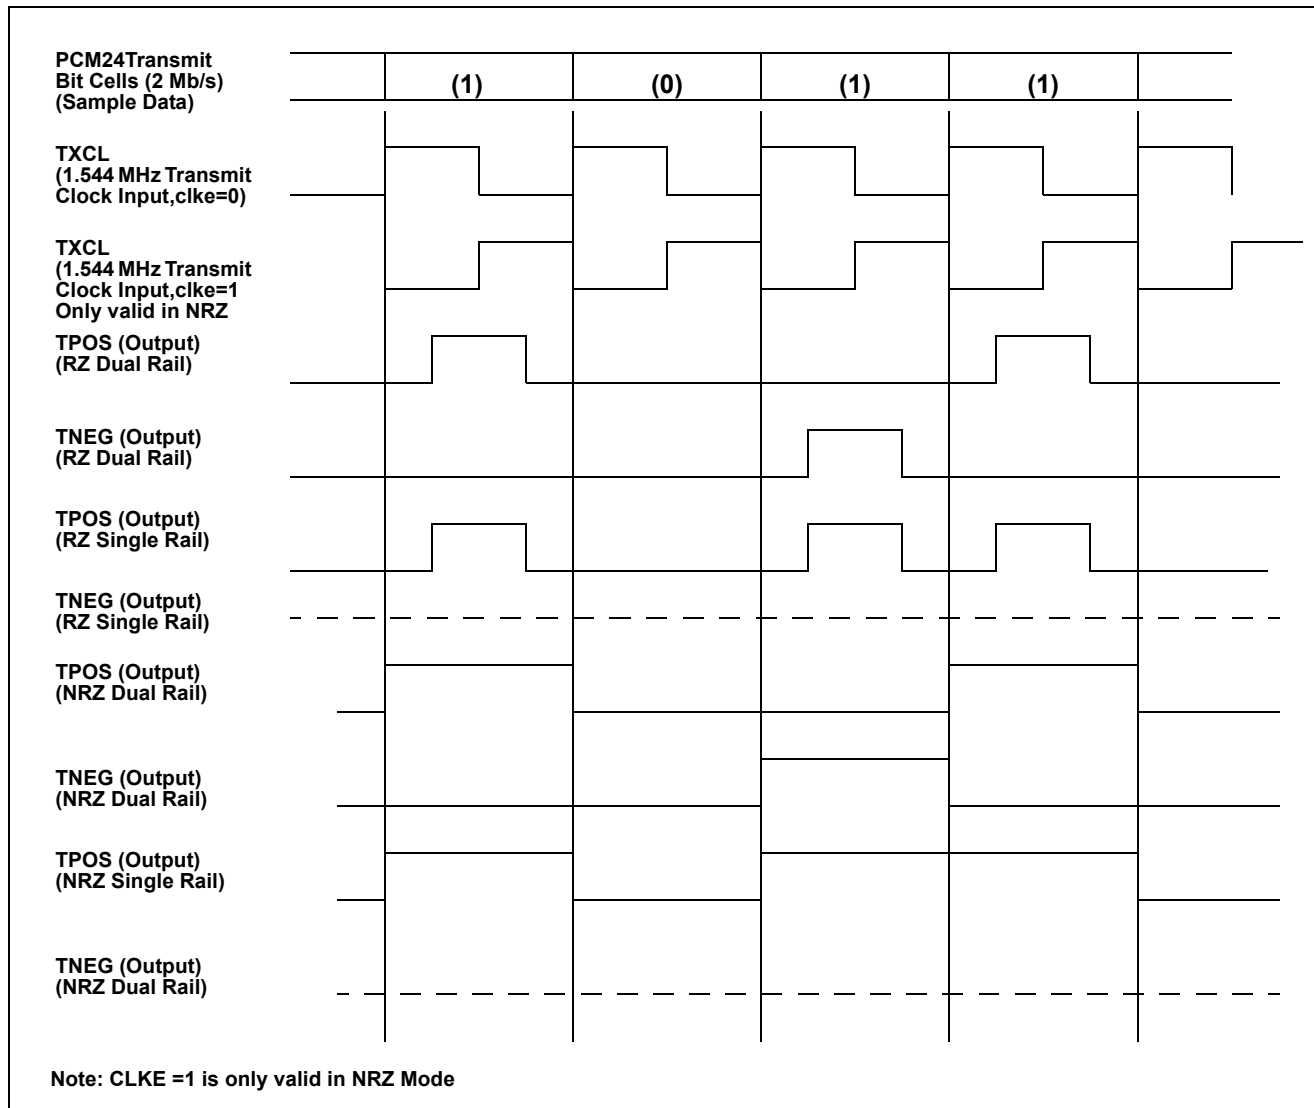 PCM24Transmit
Bit Cells (2 Mb/s)
(Sample Data)
(1)
(0)
(1)
(1)
TXCL
(1.544 MHz Transmit
Clock Input,clke=0)
TXCL
(1.544 MHz Transmit
Clock Input,clke=1
Only valid in NRZ
TPOS (Output)
(RZ Dual Rail)
TNEG (Output)
(RZ Dual Rail)
TPOS (Output)
(RZ Single Rail)
TNEG (Output)
(RZ Single Rail)
TPOS (Output)
(NRZ Dual Rail)
TNEG (Output)
(NRZ Dual Rail)
TPOS (Output)
(NRZ Single Rail)
TNEG (Output)
(NRZ Dual Rail)
Note: CLKE =1 is only valid in NRZ Mode